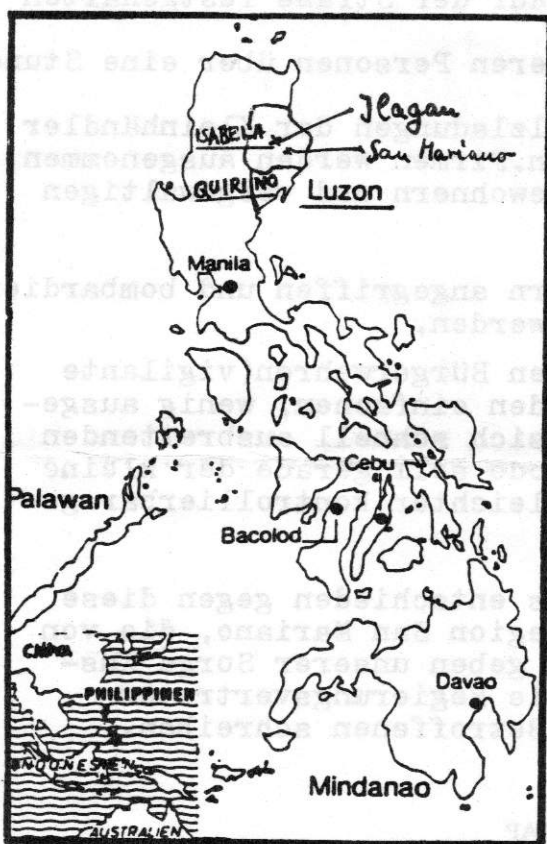 Ilagan
ISABELA
San Mariano
QUIRINO
Luzon
Manila
Cebu
Palawan
Bacolod
CHINA
PHILIPPINEN
Davao
INDONESIEN
Mindanao
AUSTRALIEN